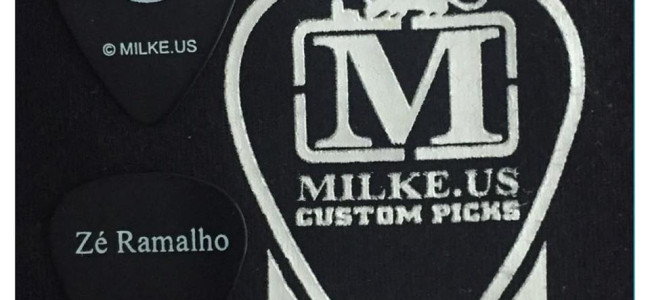 © MILKE.US
M
MILKE.US
CUSTOM PICKS
Zé Ramalho